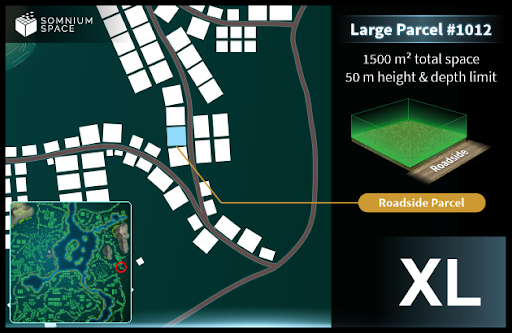 SOMNIUM
SPACE
Large Parcel #1012
1500 m² total space
50 m height & depth limit
Roadside
Roadside Parcel
XL